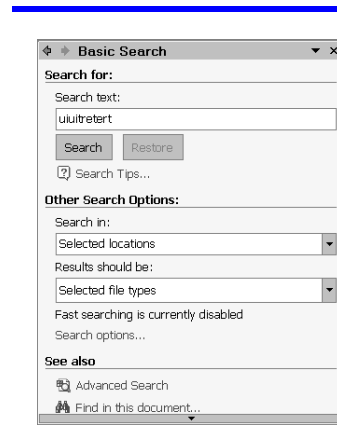 Basic Search
Search for:
Search text:
uiuitretert
Search Restore
Search Tips...
Other Search Options:
Search in:
Selected locations
Results should be:
Selected file types
Fast searching is currently disabled
Search options...
See also
Advanced Search
Find in this document...